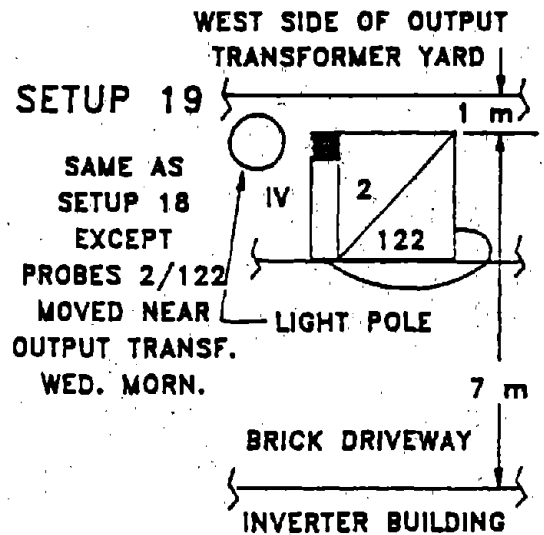 WEST SIDE OF OUTPUT
TRANSFORMER YARD
SETUP 19
1 m
SAME AS
SETUP 18
EXCEPT
PROBES 2/122
MOVED NEAR
OUTPUT TRANSF.
WED. MORN.
IV
2
122
LIGHT POLE
7 m
BRICK DRIVEWAY
INVERTER BUILDING